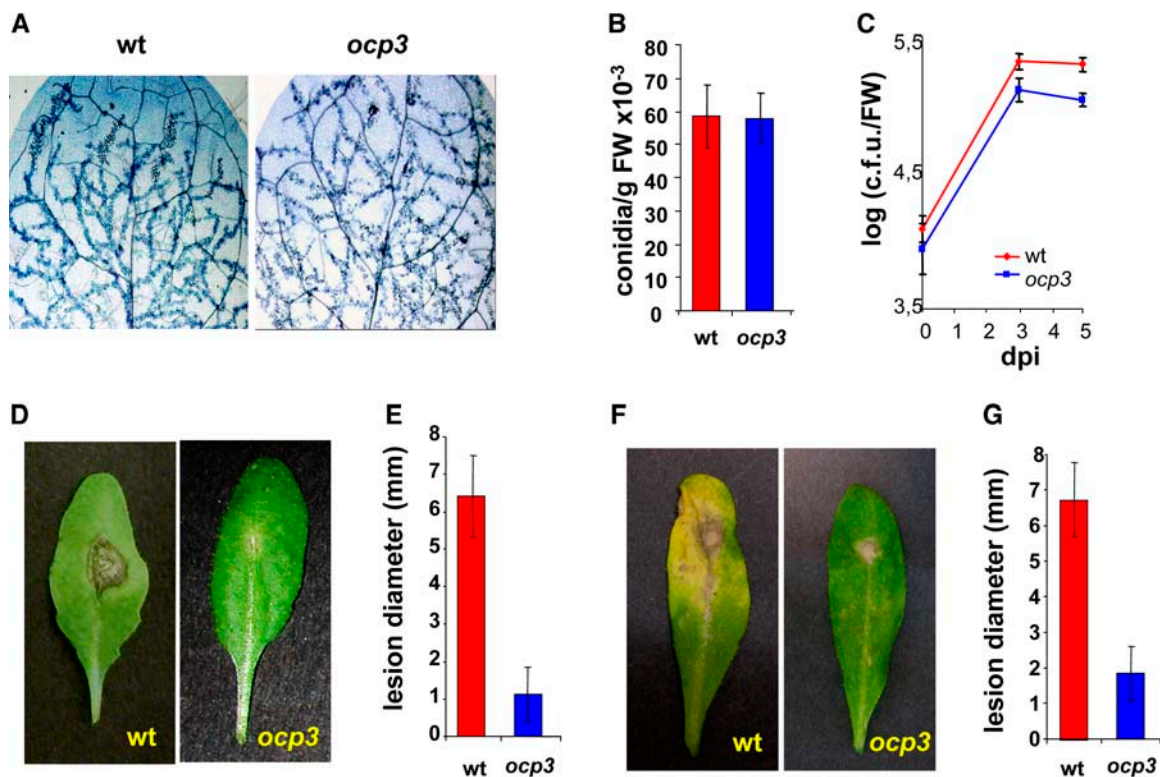 A
wt
ocp3
B
conidia/g FW x10-3
80
70
60
50
40
30
20
10
0
wt
ocp3
C
log (c.f.u./FW)
5,5
4,5
3,5
wt
ocp3
0 1 2 3 4 5
dpi
D
wt
ocp3
E
lesion diameter (mm)
8
7
6
5
4
3
2
1
0
wt
ocp3
F
wt
ocp3
G
lesion diameter (mm)
8
7
6
5
4
3
2
1
0
wt
ocp3